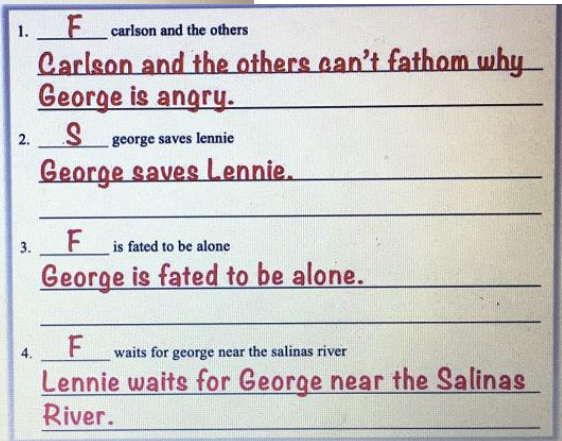 1. F carlson and the others
Carlson and the others can't fathom why
George is angry.
2. S george saves lennie
George saves Lennie.
3. F is fated to be alone
George is fated to be alone.
4. F waits for george near the salinas river
Lennie waits for George near the Salinas
River.